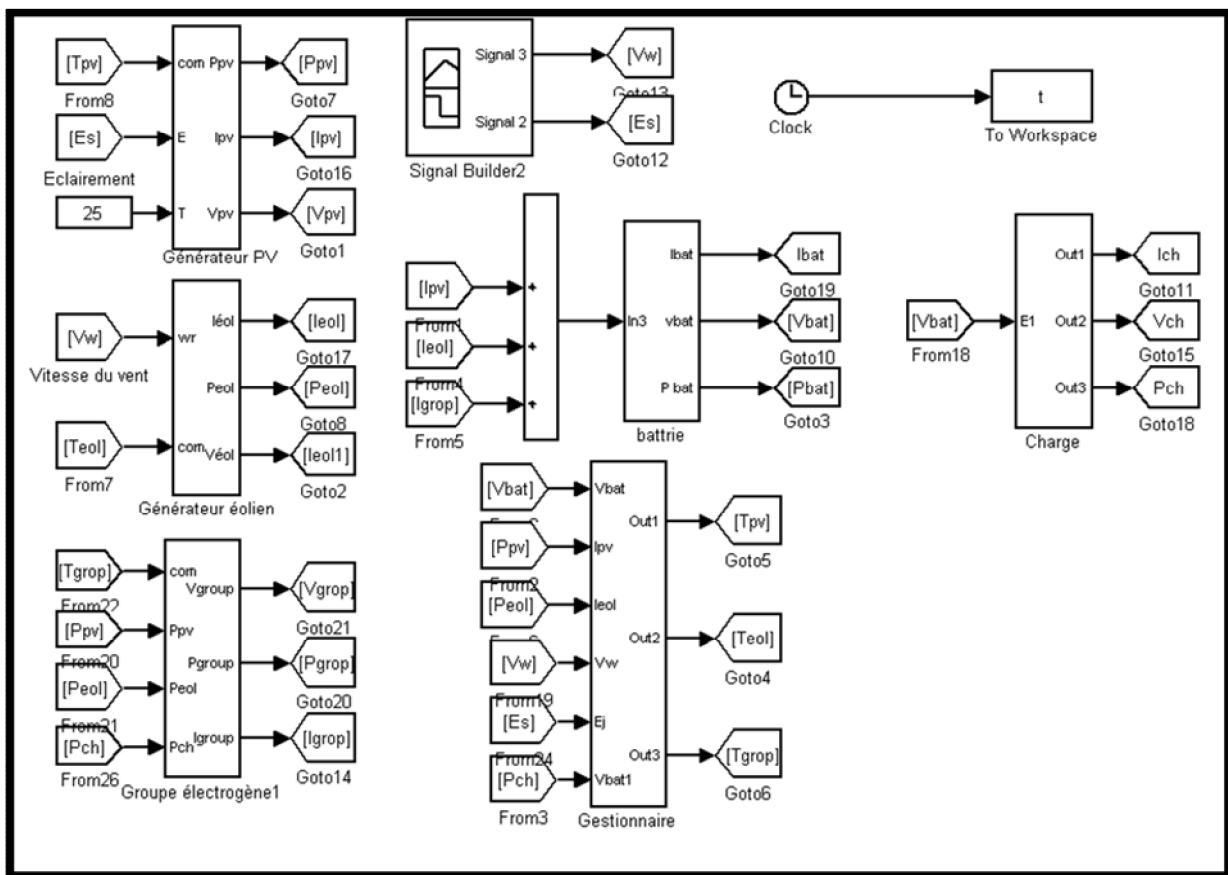 [Tpv]
com
Ppv
[Ppv]
From8
Goto7
[Es]
E
Ipv
[Ipv]
Eclairement
Goto16
25
T
Vpv
[Vpv]
Générateur PV
Goto1
Signal 3
[Vw]
Goto13
Signal 2
[Es]
Signal Builder2
Goto12
Clock
t
To Workspace
[Vw]
wr
Iéol
[Ieol]
Vitesse du vent
Goto17
Peol
[Peol]
Goto8
[Teol]
com
Véol
[Ieol1]
From7
Goto2
Générateur éolien
[Ipv]
+
From1
[Ieol]
+
From4
[Igrop]
+
From5
In3
Ibat
Ibat
Goto19
vbat
[Vbat]
Goto10
P bat
[Pbat]
battrie
Goto3
[Vbat]
From18
E1
Out1
Ich
Goto11
Out2
Vch
Goto15
Out3
Pch
Charge
Goto18
[Tgrop]
com
From22
Vgroup
[Vgrop]
Goto21
[Ppv]
Ppv
From20
Pgroup
[Pgrop]
Goto20
[Peol]
Peol
From21
[Pch]
Pch
Igroup
[Igrop]
From26
Goto14
Groupe électrogène1
[Vbat]
Vbat
[Ppv]
Ipv
From2
[Peol]
Ieol
[Vw]
Vw
From19
[Es]
Ej
From24
[Pch]
Vbat1
From3
Out1
[Tpv]
Goto5
Out2
[Teol]
Goto4
Out3
[Tgrop]
Goto6
Gestionnaire